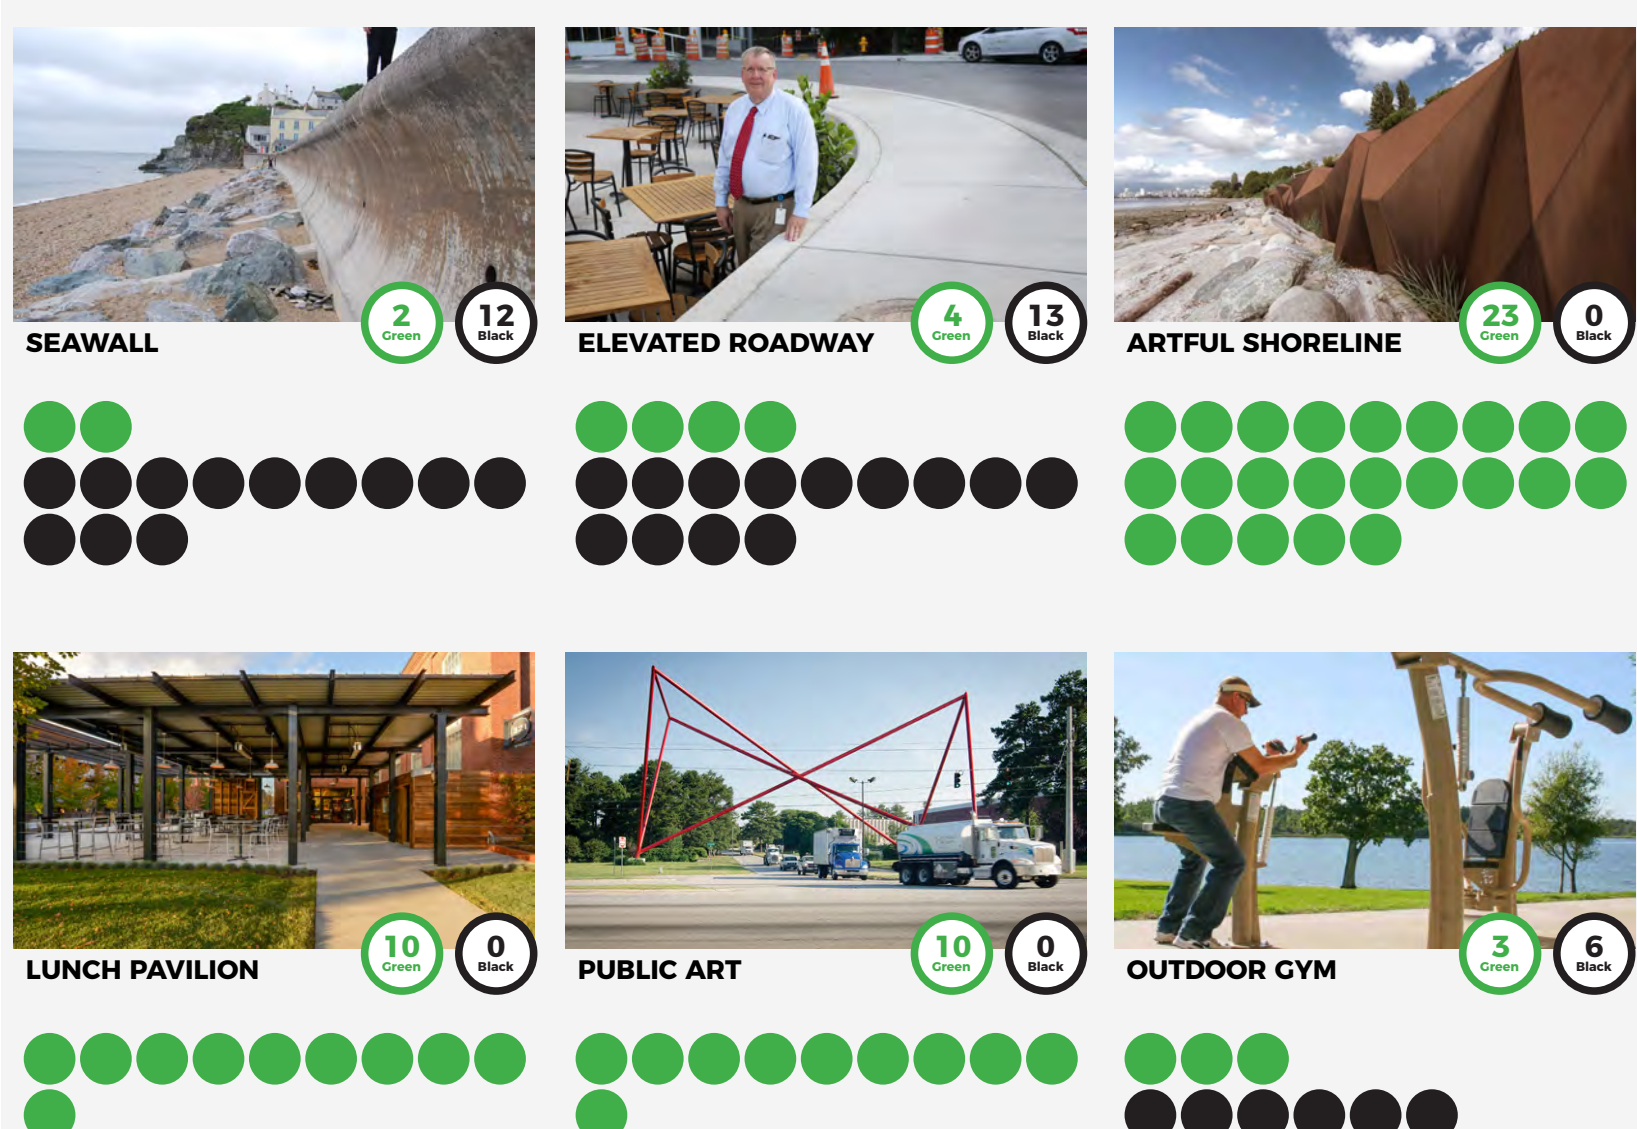 2
Green
12
Black
SEAWALL
4
Green
13
Black
ELEVATED ROADWAY
23
Green
0
Black
ARTFUL SHORELINE
10
Green
0
Black
LUNCH PAVILION
10
Green
0
Black
PUBLIC ART
3
Green
6
Black
OUTDOOR GYM